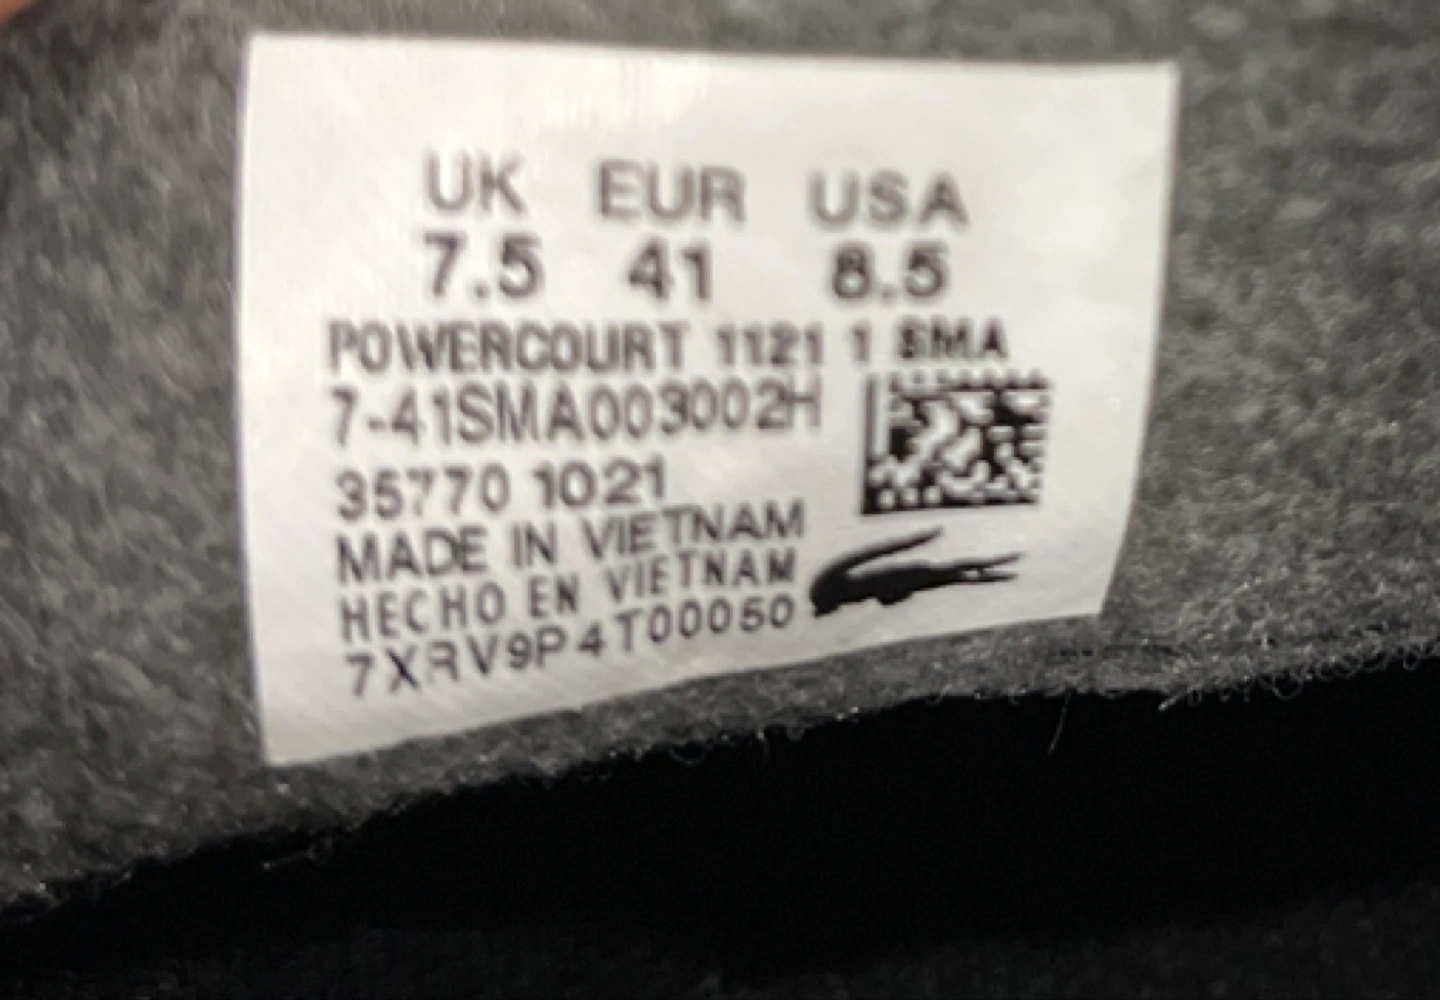 UK EUR USA
7.5 41 8.5
POWERCOURT 1121 1 SMA
7-41SMA003002H
35770 1021
MADE IN VIETNAM
HECHO EN VIETNAM
7XRV9P4T00050